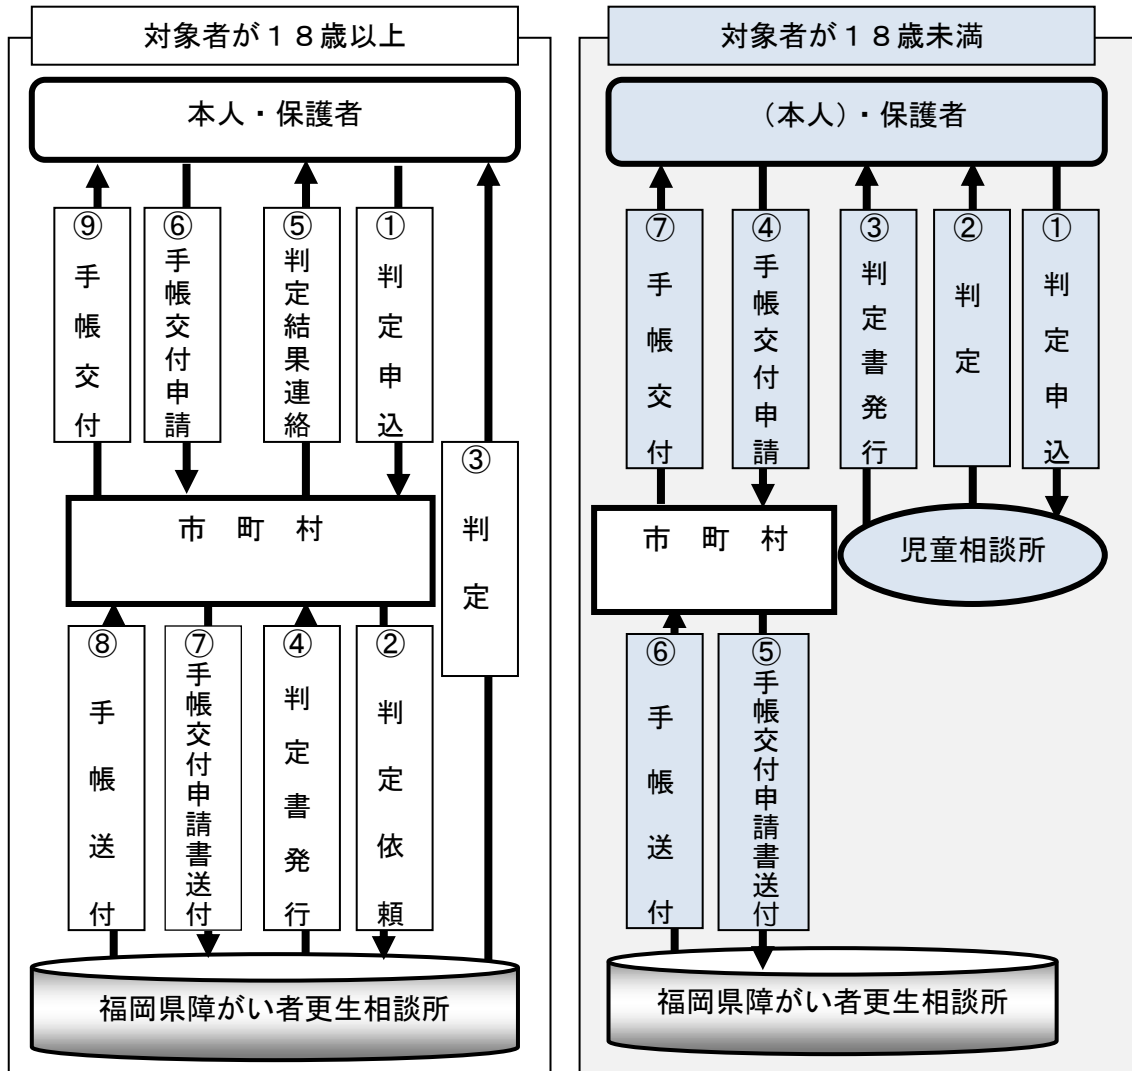 対象者が１８歳以上
本人・保護者
⑨手帳交付
⑥手帳交付申請
⑤判定結果連絡
①判定申込
③判定
市町村
⑧手帳送付
⑦手帳交付申請書送付
④判定書発行
②判定依頼
福岡県障がい者更生相談所
対象者が１８歳未満
（本人）・保護者
⑦手帳交付
④手帳交付申請
③判定書発行
②判定
①判定申込
市町村
児童相談所
⑥手帳送付
⑤手帳交付申請書送付
福岡県障がい者更生相談所